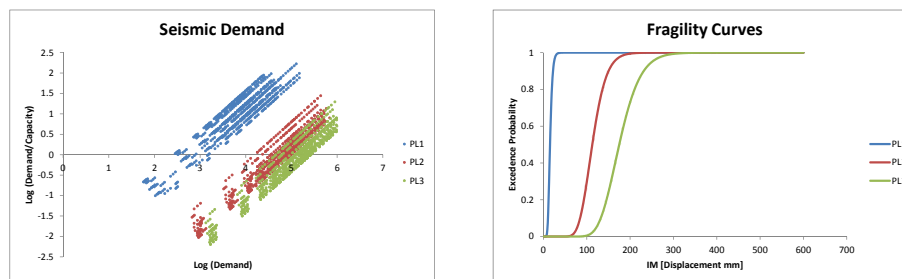 Seismic Demand
2.5
2
1.5
1
0.5
0
-0.5
-1
-1.5
-2
-2.5
0 1 2 3 4 5 6 7
Log (Demand/Capacity)
Log (Demand)
PL1
PL2
PL3
Fragility Curves
1
0.8
0.6
0.4
0.2
0
0 100 200 300 400 500 600 700
Exedence Probability
IM [Displacement mm]
PL
PL
PL